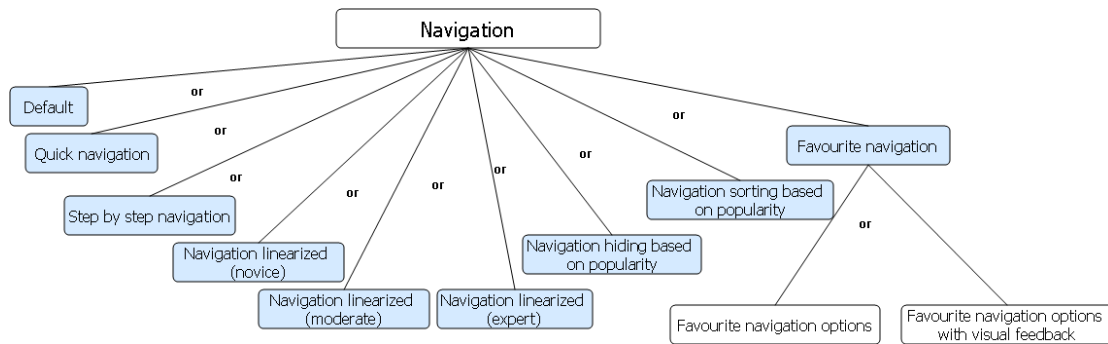 Navigation
Default
or
Quick navigation
or
Step by step navigation
or
Navigation linearized
(novice)
or
Navigation linearized
(moderate)
or
Navigation linearized
(expert)
or
Navigation hiding based
on popularity
or
Navigation sorting based
on popularity
or
Favourite navigation
or
Favourite navigation options
Favourite navigation options
with visual feedback